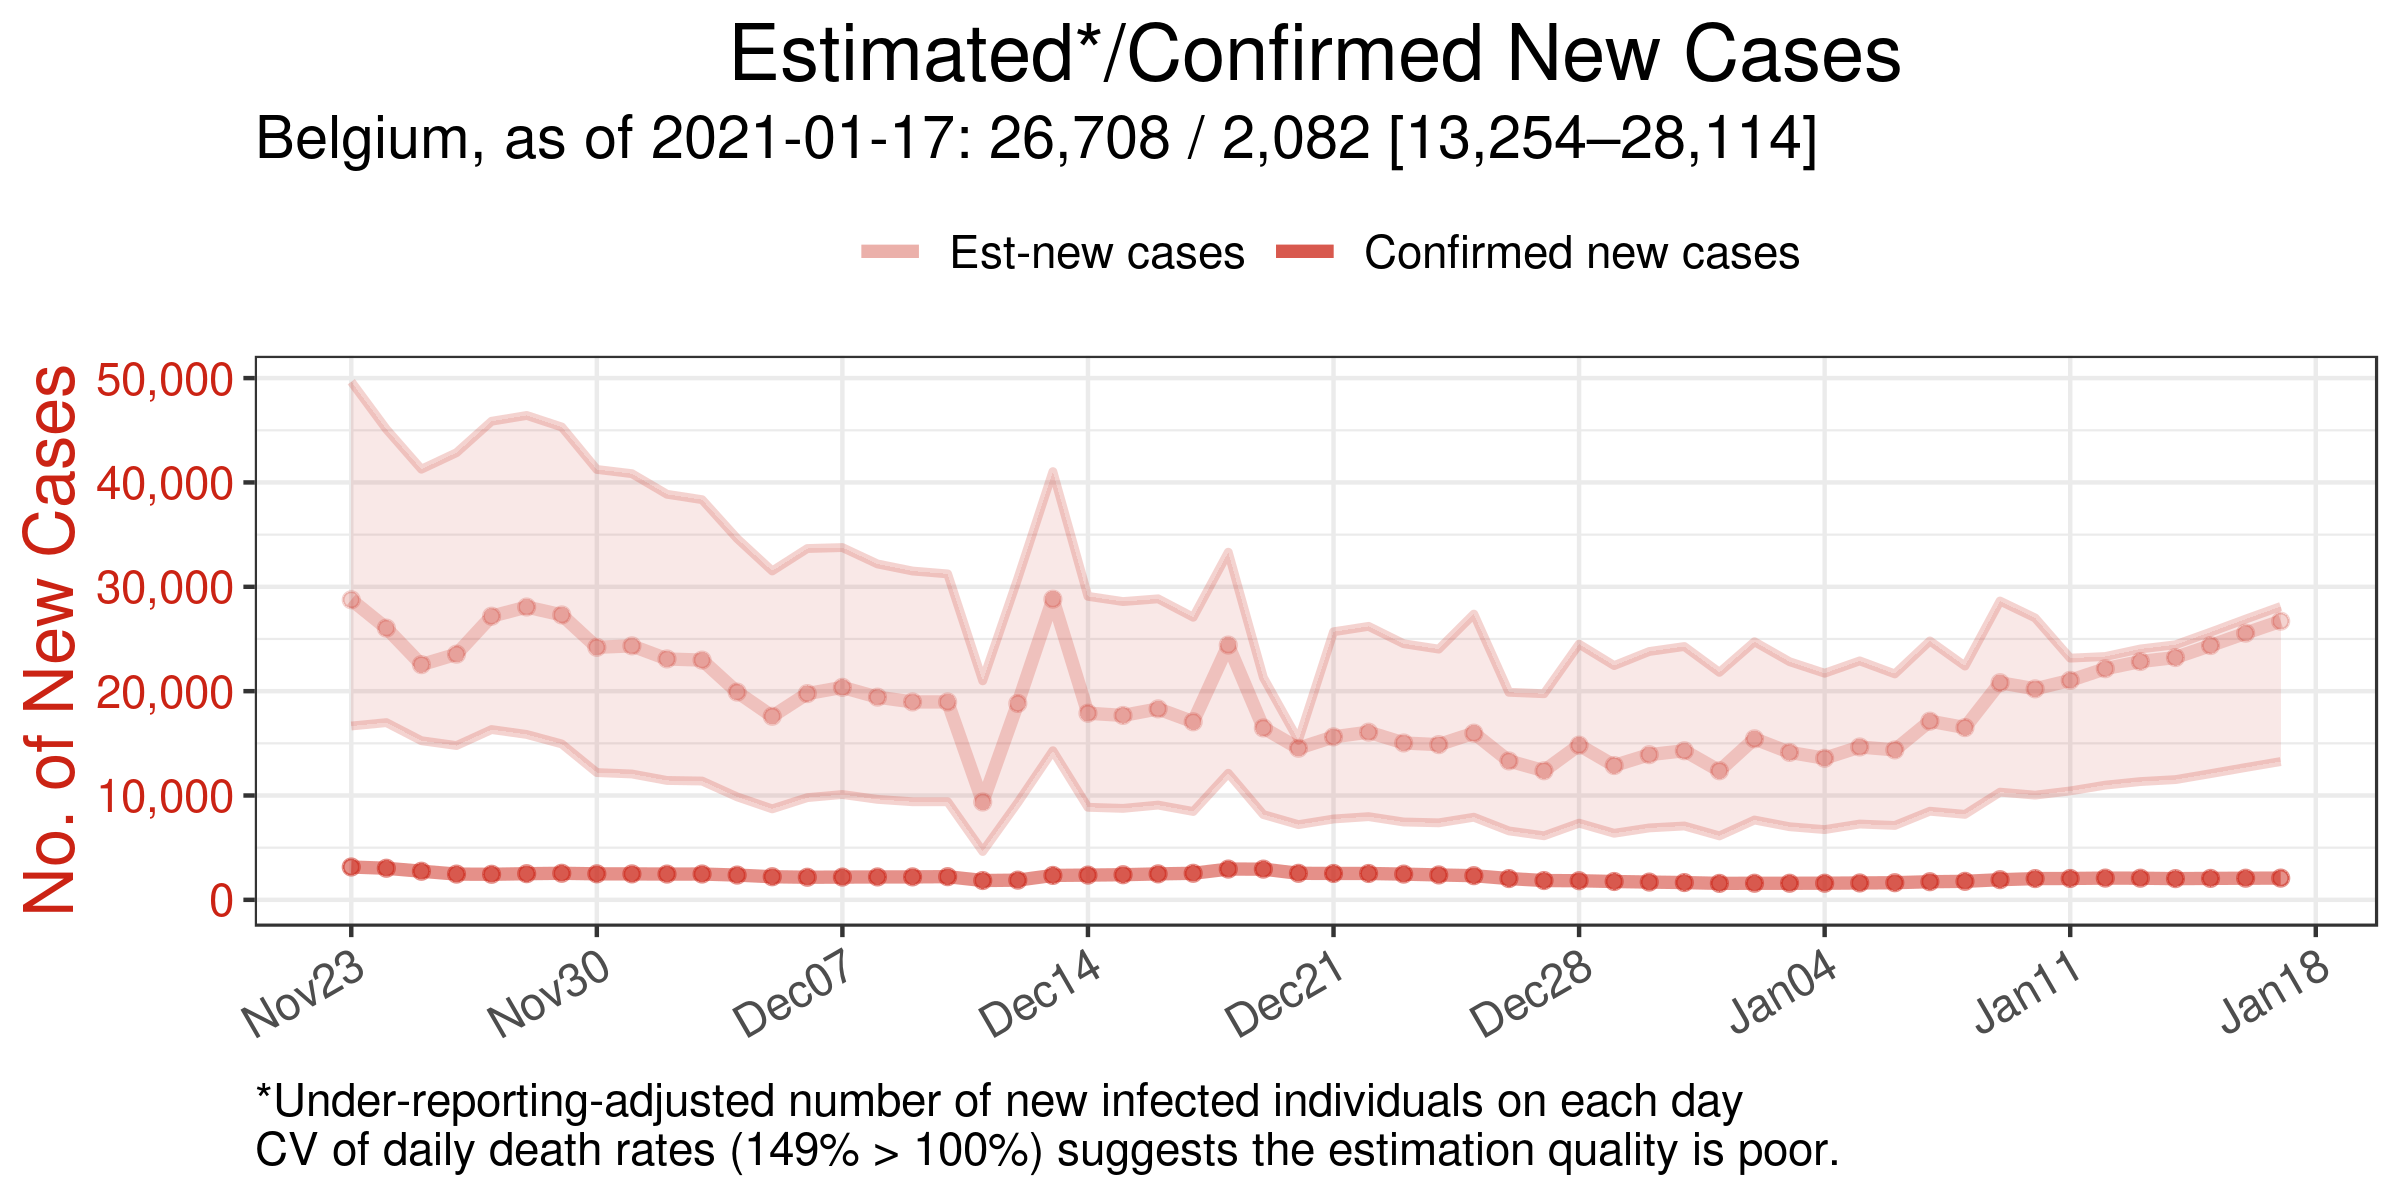 Estimated*/Confirmed New Cases
Belgium, as of 2021-01-17: 26,708 / 2,082 [13,254–28,114]
Est-new cases Confirmed new cases
No. of New Cases
50,000
40,000
30,000
20,000
10,000
0
Nov23 Nov30 Dec07 Dec14 Dec21 Dec28 Jan04 Jan11 Jan18
*Under-reporting-adjusted number of new infected individuals on each day
CV of daily death rates (149% > 100%) suggests the estimation quality is poor.